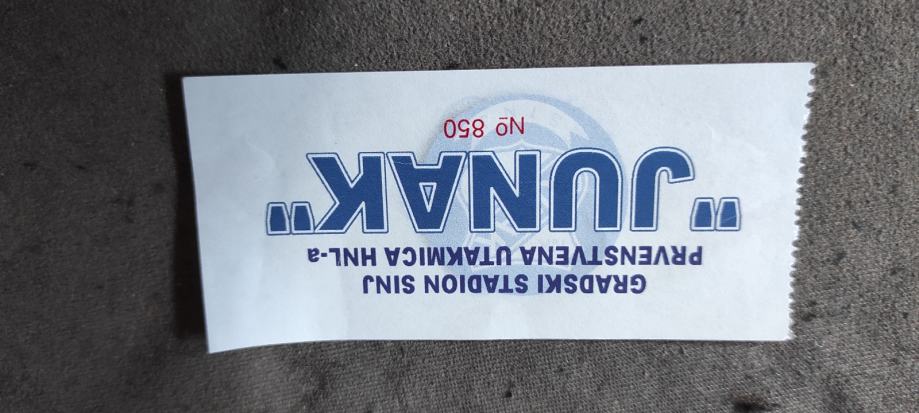 GRADSKI STADION SINJ
PRVENSTVENA UTAKMICA HNL-a
"JUNAK"
Nº 850